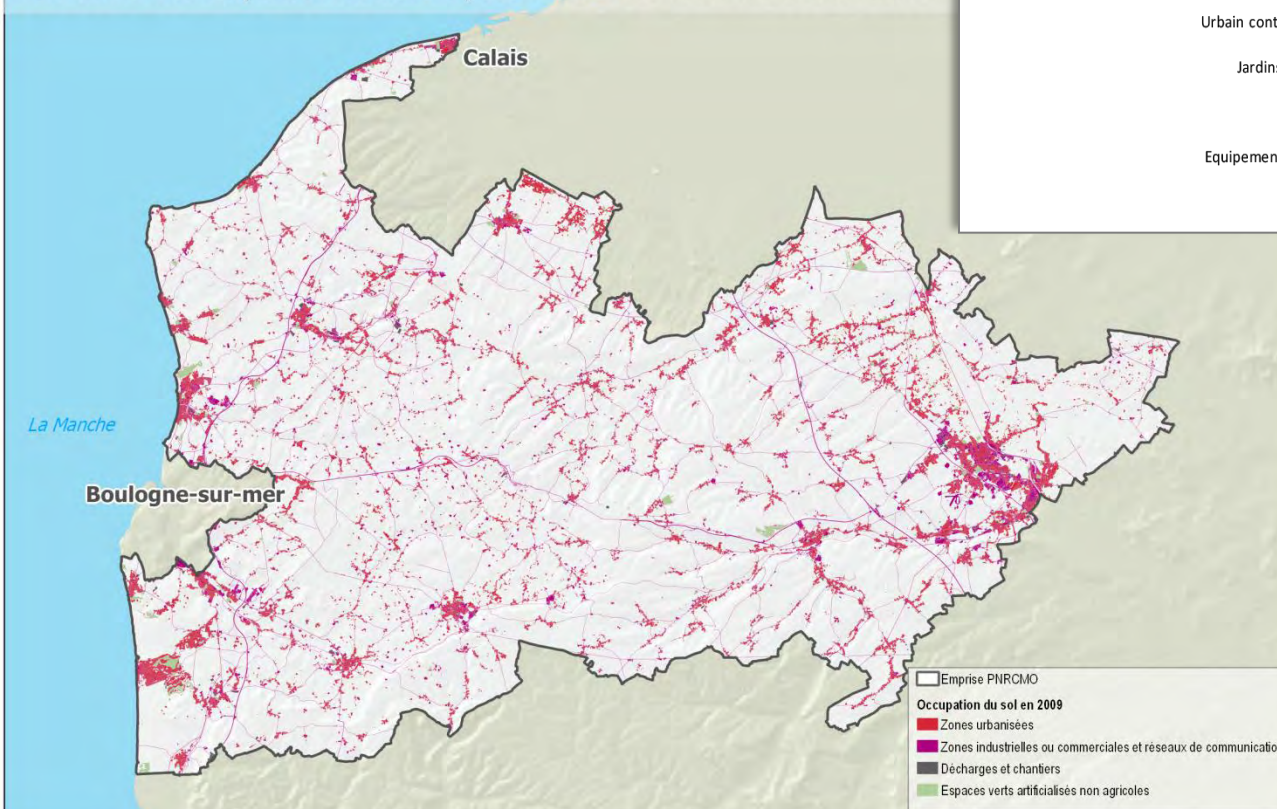 Urbain cont
Jardins
Equipemen
Calais
La Manche
Boulogne-sur-mer
Emprise PNRCMO
Occupation du sol en 2009
Zones urbanisées
Zones industrielles ou commerciales et réseaux de communicatio
Décharges et chantiers
Espaces verts artificialisés non agricoles